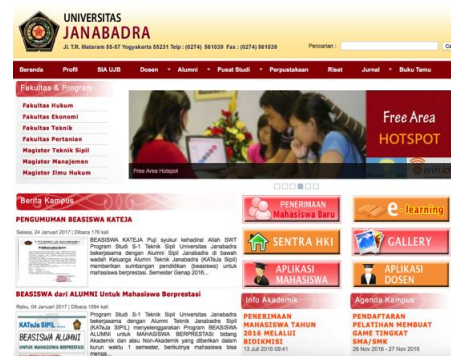 UNIVERSITAS
JANABADRA
Jl. T.R. Mataram 55-57 Yogyakarta 55231 Telp : (0274) 561039 Fax : (0274) 561039
Pencarian :
Beranda Profil SIA UJB Dosen Alumni Pusat Studi Perpustakaan Riset Jurnal Buku Tamu
Fakultas & Program
Fakultas Hukum
Fakultas Ekonomi
Fakultas Teknik
Fakultas Pertanian
Magister Teknik Sipil
Magister Manajemen
Magister Ilmu Hukum
Free Area
HOTSPOT
Free Area Hotspot
Berita Kampus
PENGUMUMAN BEASISWA KATEJA
Selasa, 24 Januari 2017 | Dibaca 176 kali
BEASISWA KATEJA Puji syukur kehadirat Allah SWT
Program Studi S-1 Teknik Sipil Universitas Janabadra
bekerjasama dengan Alumni Sipil Janabadra di bawah
wadah Keluarga Alumni Teknik Janabadra (KATeJa Sipil)
memberikan sumbangan pendidikan (beasiswa) untuk
mahasiswa berprestasi. Semester Genap 2016...
BEASISWA dari ALUMNI Untuk Mahasiswa Berprestasi
Rabu, 04 Januari 2017 | Dibaca 1084 kali
KATeJa SIPIL
BEASISWA ALUMNI
UNTUK MAHASISWA BERPRESTASI
Program Studi S-1 Teknik Sipil Universitas Janabadra
bekerjasama dengan Alumni Teknik Janabadra Sipil
(KATeJa SIPIL) menyelenggarakan Program BEASISWA
ALUMNI untuk MAHASISWA BERPRESTASI bidang
Akademik dan atau Non-Akademik yang diberikan dalam
kurun waktu 1 semester, berikutnya mahasiswa bisa
menga...
PENERIMAAN
Mahasiswa Baru
e - learning
SENTRA HKI
GALLERY
APLIKASI
MAHASISWA
APLIKASI
DOSEN
Info Akademik
PENERIMAAN
MAHASISWA TAHUN
2016 MELALUI
BIDIKMISI
13 Jul 2016 09:41
Agenda Kampus
PENDAFTARAN
PELATIHAN MEMBUAT
GAME TINGKAT
SMA/SMK
26 Nov 2016 - 27 Nov 2016